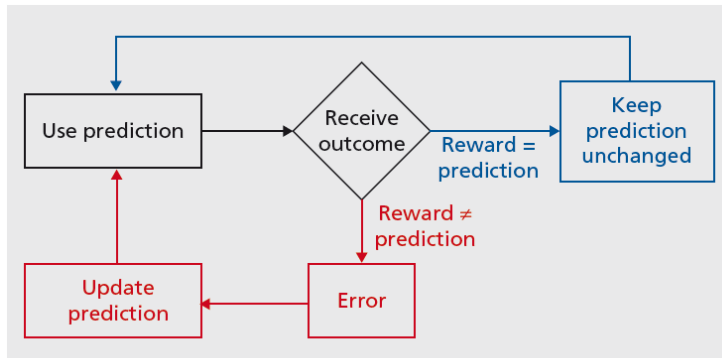 Use prediction
Receive
outcome
Reward =
prediction
Keep
prediction
unchanged
Reward ≠
prediction
Error
Update
prediction